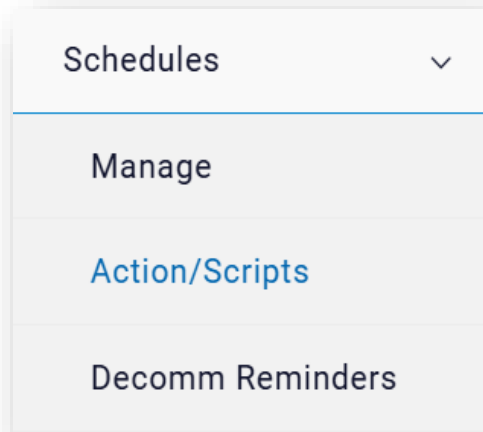 Schedules
Manage
Action/Scripts
Decomm Reminders